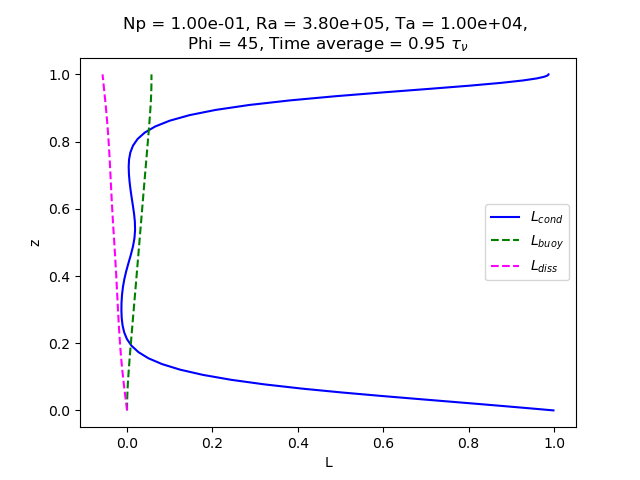 Np = 1.00e-01, Ra = 3.80e+05, Ta = 1.00e+04,
Phi = 45, Time average = 0.95 τ_ν
1.0
0.8
0.6
0.4
0.2
0.0
z
L_cond
L_buoy
L_diss
0.0 0.2 0.4 0.6 0.8 1.0
L